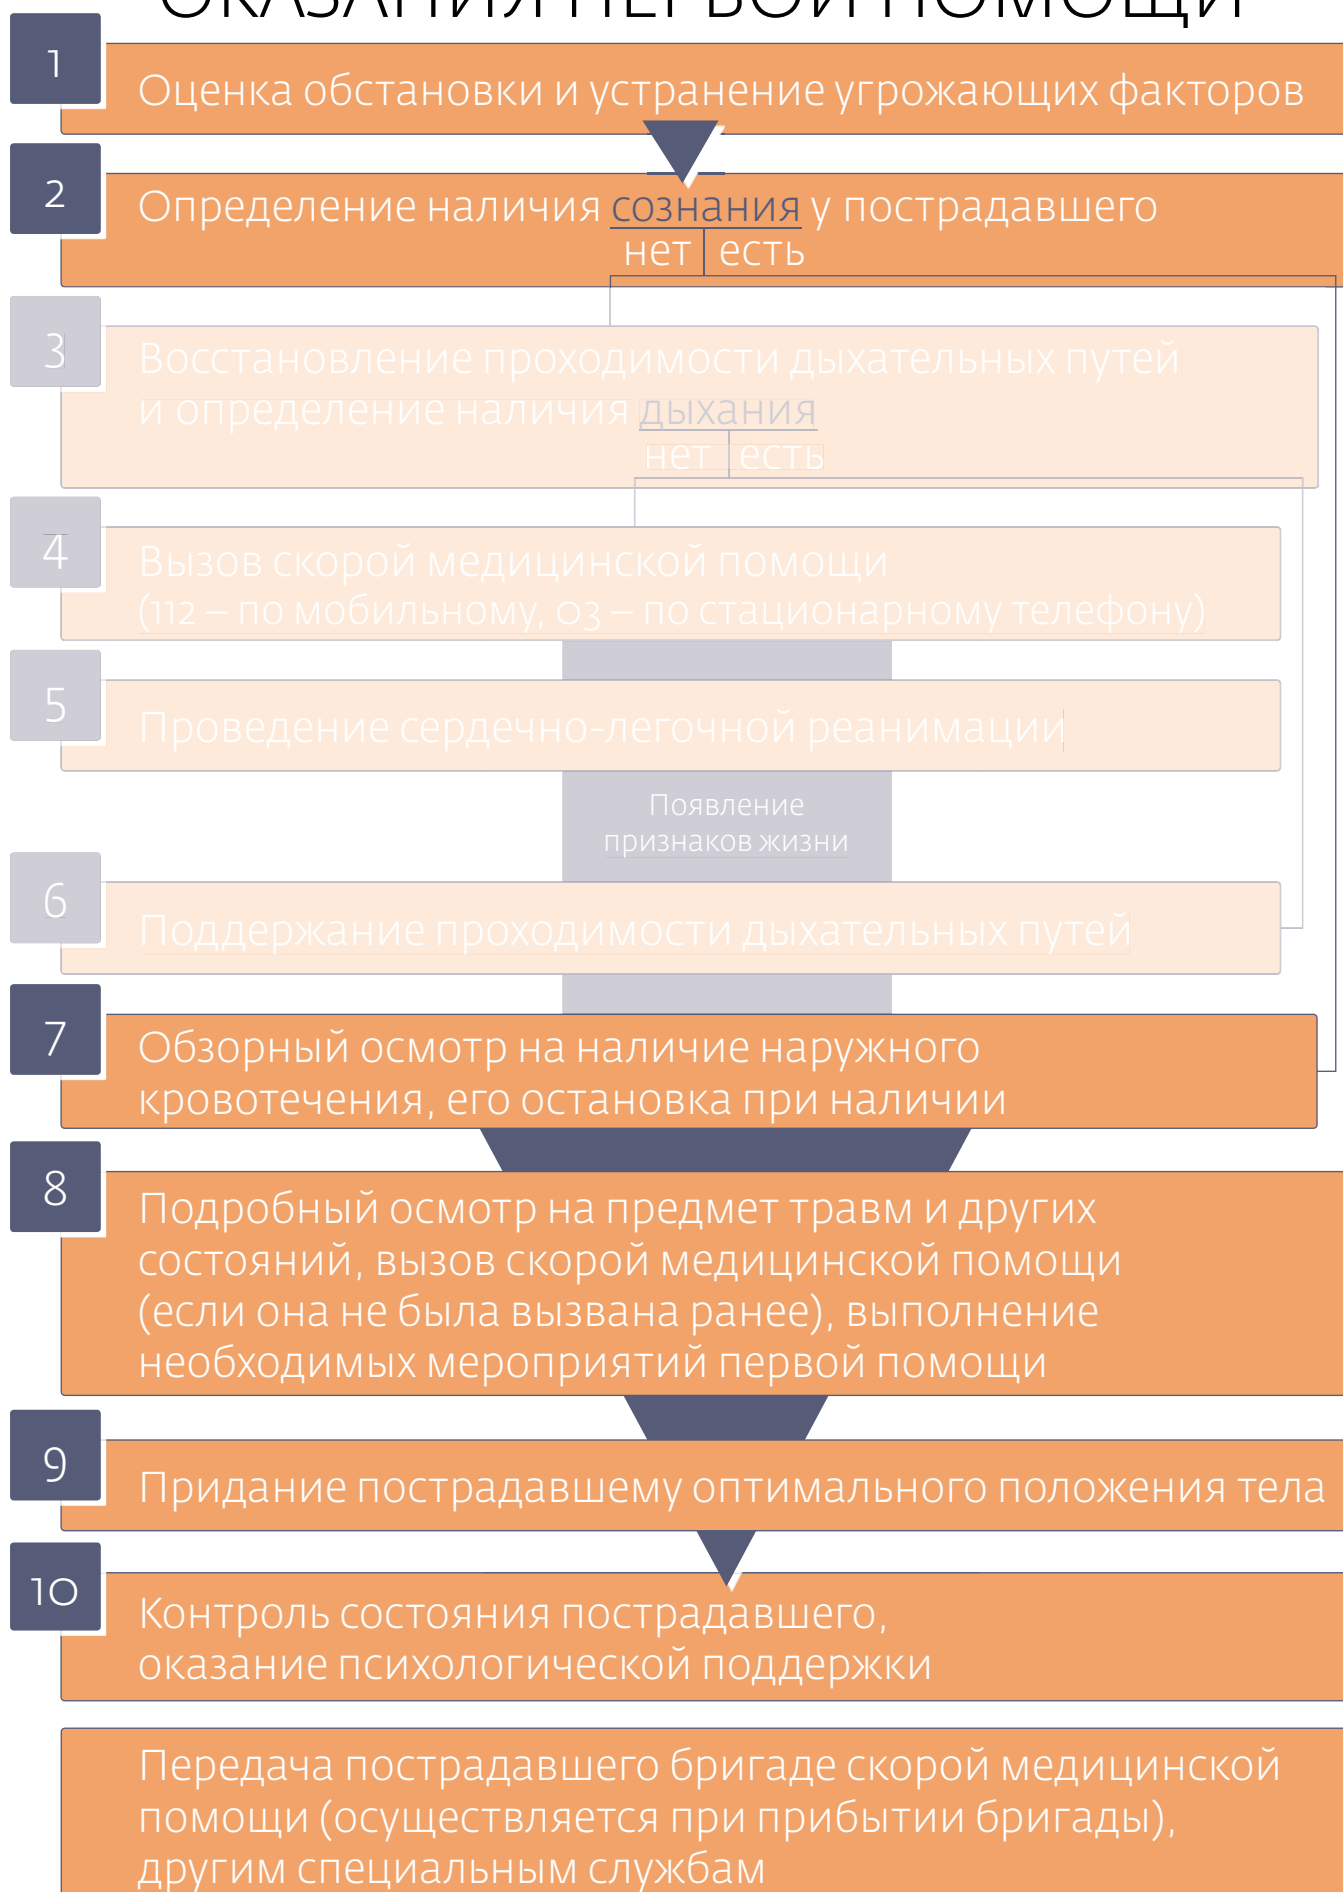 ОКАЗАНИЯ ПЕРВОЙ ПОМОЩИ
1
Оценка обстановки и устранение угрожающих факторов
2
Определение наличия сознания у пострадавшего
нет есть
3
Восстановление проходимости дыхательных путей
и определение наличия дыхания
нет есть
4
Вызов скорой медицинской помощи
(112 – по мобильному, 03 – по стационарному телефону)
5
Проведение сердечно-легочной реанимации
Появление
признаков жизни
6
Поддержание проходимости дыхательных путей
7
Обзорный осмотр на наличие наружного
кровотечения, его остановка при наличии
8
Подробный осмотр на предмет травм и других
состояний, вызов скорой медицинской помощи
(если она не была вызвана ранее), выполнение
необходимых мероприятий первой помощи
9
Придание пострадавшему оптимального положения тела
10
Контроль состояния пострадавшего,
оказание психологической поддержки
Передача пострадавшего бригаде скорой медицинской
помощи (осуществляется при прибытии бригады),
другим специальным службам